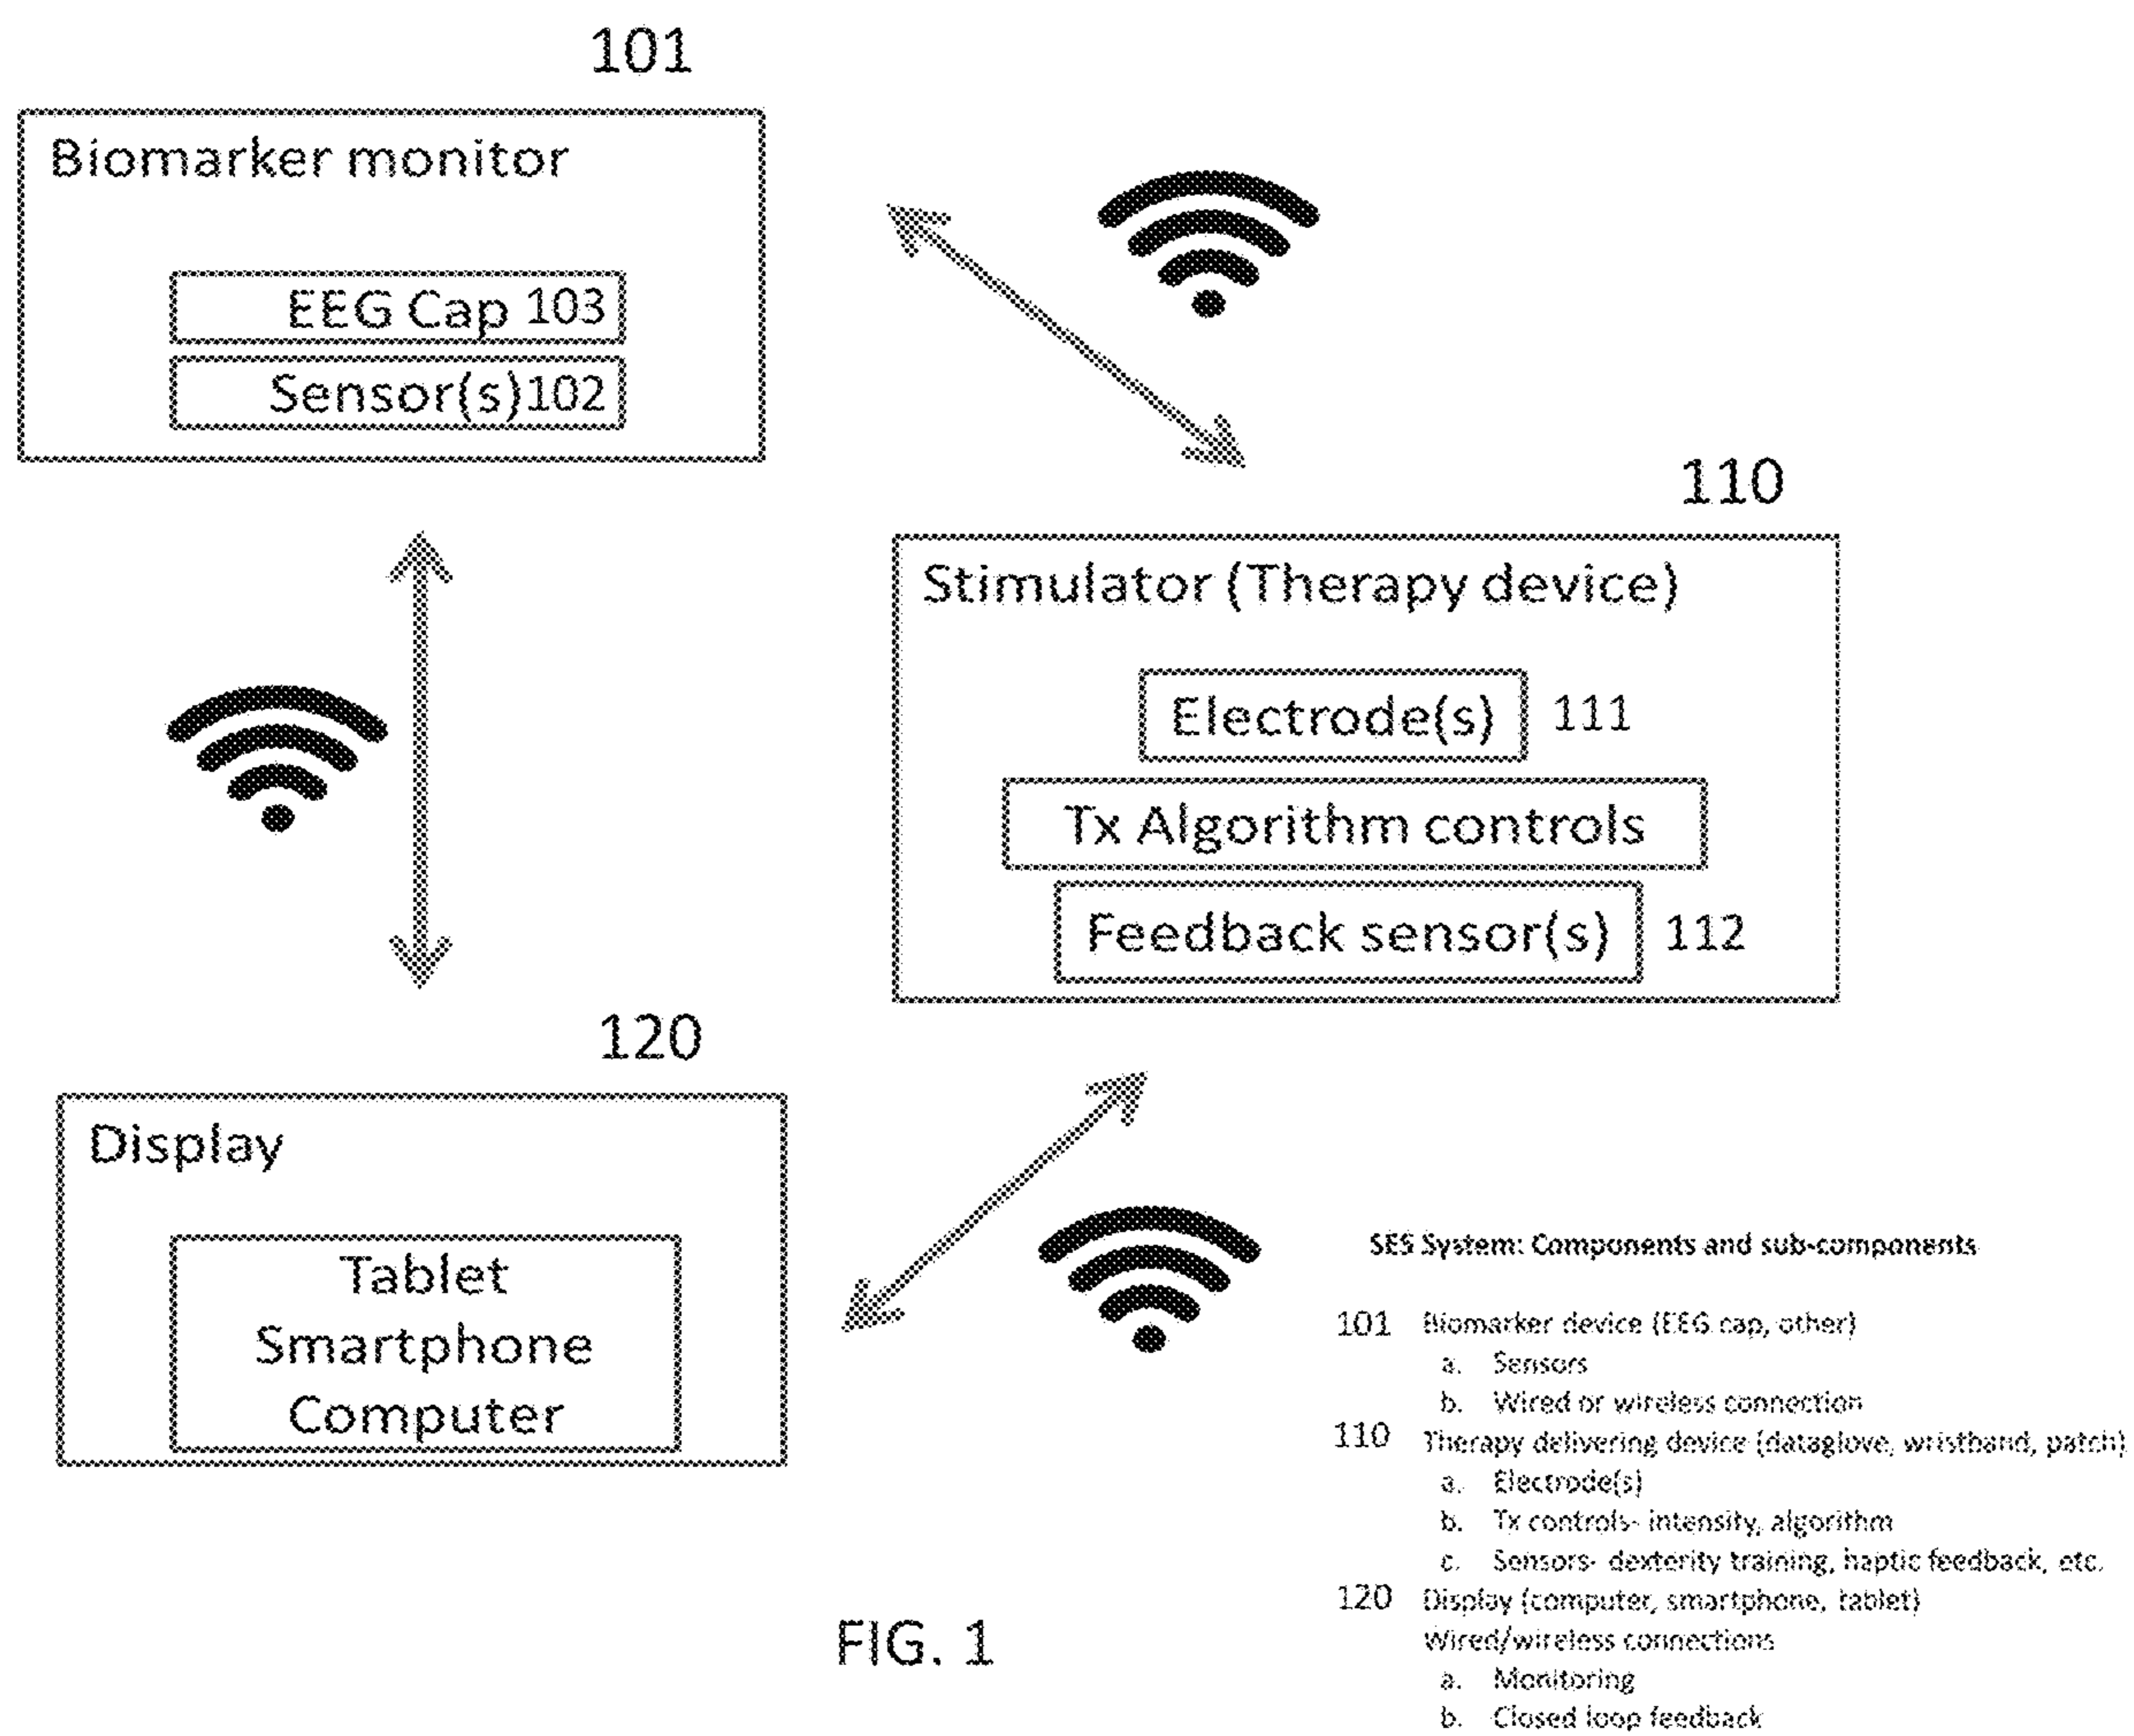 101
Biomarker monitor
EEG Cap 103
Sensor(s)102
110
Stimulator (Therapy device)
Electrode(s) 111
Tx Algorithm controls
Feedback sensor(s) 112
120
Display
Tablet
Smartphone
Computer
SES System: Components and sub-components
101 Biomarker device (EEG cap, other)
a. Sensors
b. Wired or wireless connection
110 Therapy delivering device (dataglove, wristband, patch)
a. Electrode(s)
b. Tx controls- intensity, algorithm
c. Sensors- dexterity training, haptic feedback, etc.
120 Display (computer, smartphone, tablet)
Wired/wireless connections
a. Monitoring
b. Closed loop feedback
FIG. 1